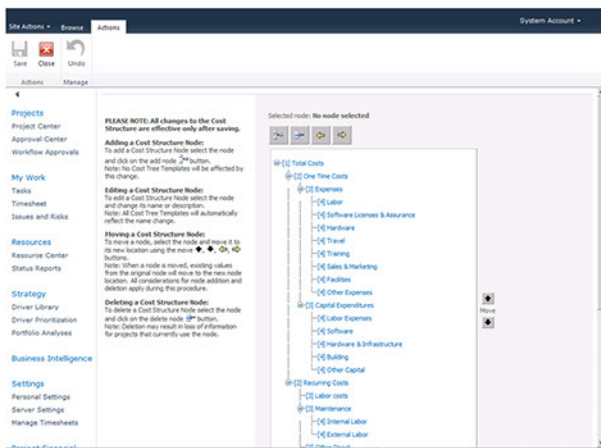 Site Actions
Browse
Actions
System Account
Save
Close
Undo
Actions
Manage
Projects
Project Center
Approval Center
Workflow Approvals
My Work
Tasks
Timesheet
Issues and Risks
Resources
Resource Center
Status Reports
Strategy
Driver Library
Driver Prioritization
Portfolio Analyses
Business Intelligence
Settings
Personal Settings
Server Settings
Manage Timesheets
Project Financial
PLEASE NOTE: All changes to the Cost
Structure are effective only after saving.
Adding a Cost Structure Node:
To add a Cost Structure Node select the node
and click on the add node button.
Note: No Cost Tree Templates will be affected by
this change.
Editing a Cost Structure Node:
To edit a Cost Structure Node select the node
and change its name or description.
Note: All Cost Tree Templates will automatically
reflect the name change.
Moving a Cost Structure Node:
To move a node, select the node and move it to
its new location using the move
buttons.
Note: When a node is moved, existing values
from the original node will move to the new node
location. All considerations for node addition and
deletion apply during this procedure.
Deleting a Cost Structure Node:
To delete a Cost Structure Node select the node
and click on the delete node button.
Note: Deletion may result in loss of information
for projects that currently use the node.
Selected node: No node selected
[1] Total Costs
[2] One Time Costs
[3] Expenses
[4] Labor
[4] Software Licenses & Assurance
[4] Hardware
[4] Travel
[4] Training
[4] Sales & Marketing
[4] Facilities
[4] Other Expenses
[3] Capital Expenditures
[4] Labor Expenses
[4] Software
[4] Hardware & Infrastructure
[4] Building
[4] Other Capital
[2] Recurring Costs
[3] Labor costs
[3] Maintenance
[4] Internal Labor
[4] External Labor
[3] Other Direct
Move